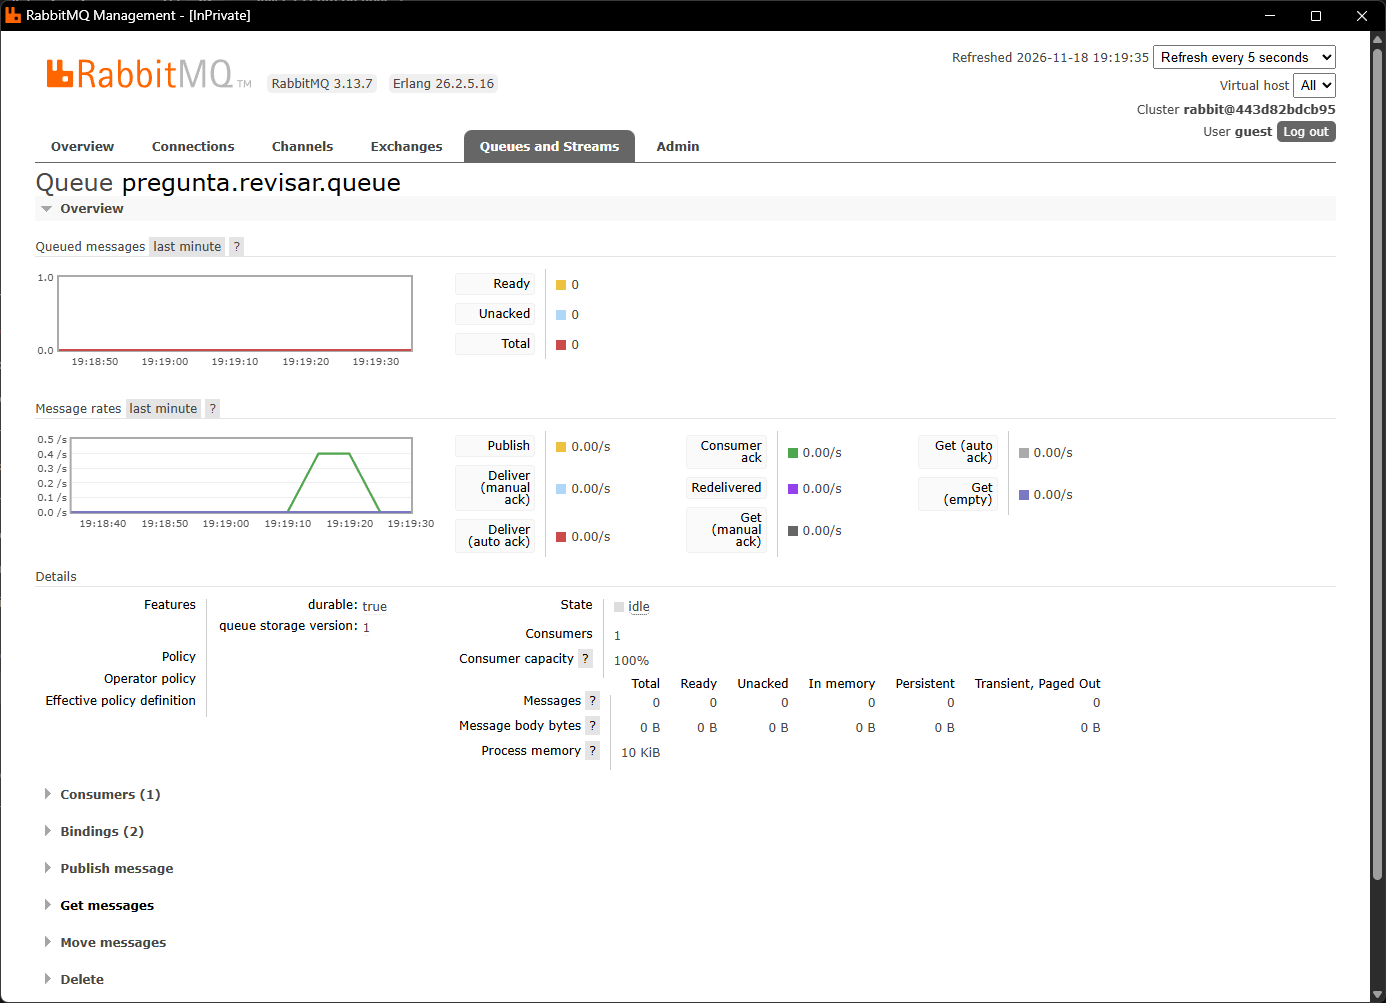 RabbitMQ Management - [InPrivate]
Refreshed 2026-11-18 19:19:35 Refresh every 5 seconds
RabbitMQ TM RabbitMQ 3.13.7 Erlang 26.2.5.16
Virtual host All
Cluster rabbit@443d82bdcb95
User guest Log out
Overview Connections Channels Exchanges Queues and Streams Admin
Queue pregunta.revisar.queue
Overview
Queued messages last minute ?
1.0
0.0
19:18:50 19:19:00 19:19:10 19:19:20 19:19:30
Ready 0
Unacked 0
Total 0
Message rates last minute ?
0.5 /s
0.4 /s
0.3 /s
0.2 /s
0.1 /s
0.0 /s
19:18:40 19:18:50 19:19:00 19:19:10 19:19:20 19:19:30
Publish 0.00/s
Deliver
(manual
ack) 0.00/s
Deliver
(auto ack) 0.00/s
Consumer
ack 0.00/s
Redelivered 0.00/s
Get
(manual
ack) 0.00/s
Get (auto
ack) 0.00/s
Get
(empty) 0.00/s
Details
Features durable: true
queue storage version: 1
Policy
Operator policy
Effective policy definition
State idle
Consumers 1
Consumer capacity ? 100%
Total Ready Unacked In memory Persistent Transient, Paged Out
Messages ? 0 0 0 0 0 0
Message body bytes ? 0 B 0 B 0 B 0 B 0 B 0 B
Process memory ? 10 KiB
Consumers (1)
Bindings (2)
Publish message
Get messages
Move messages
Delete